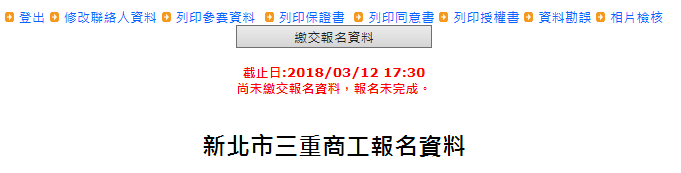 登出 修改聯絡人資料 列印參賽資料 列印保證書 列印同意書 列印授權書 資料勘誤 相片檢核
繳交報名資料
截止日:2018/03/12 17:30
尚未繳交報名資料，報名未完成。
新北市三重商工報名資料